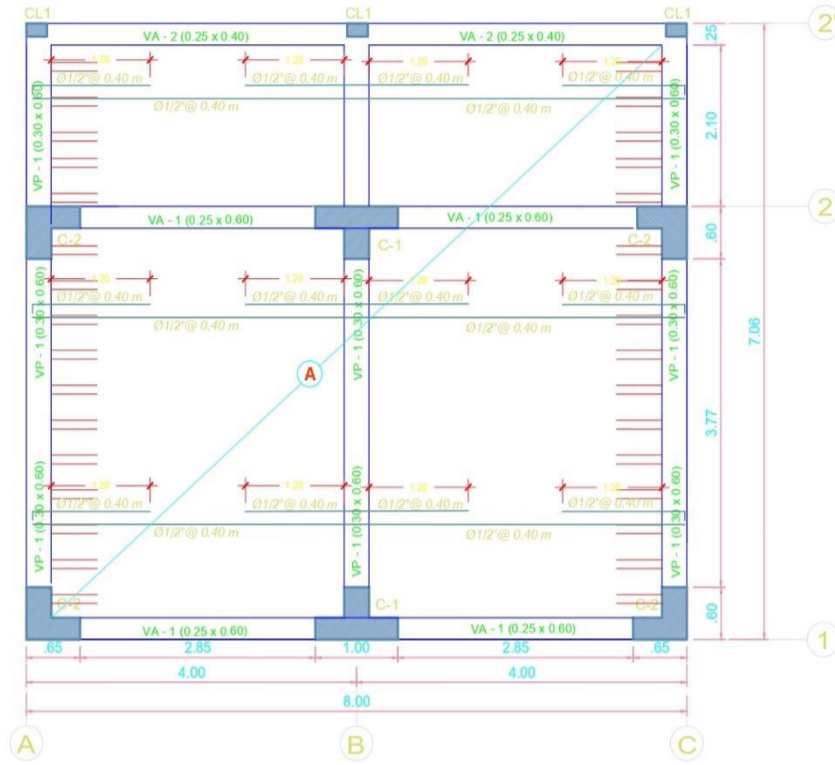 CL1 CL1 CL1
2'
VA - 2 (0.25 x 0.40) VA - 2 (0.25 x 0.40)
.25
1.20 1.20 1.20 1.20
Ø1/2"@ 0.40 m Ø1/2"@ 0.40 m Ø1/2"@ 0.40 m Ø1/2"@ 0.40 m
Ø1/2"@ 0.40 m Ø1/2"@ 0.40 m
VP - 1 (0.30 x 0.60) VP - 1 (0.30 x 0.60) VP - 1 (0.30 x 0.60)
2.10
VA - 1 (0.25 x 0.60) VA - 1 (0.25 x 0.60)
2
C-2 C-1 C-2
.60
1.20 1.20 1.20 1.20
Ø1/2"@ 0.40 m Ø1/2"@ 0.40 m Ø1/2"@ 0.40 m Ø1/2"@ 0.40 m
Ø1/2"@ 0.40 m Ø1/2"@ 0.40 m
VP - 1 (0.30 x 0.60) VP - 1 (0.30 x 0.60) VP - 1 (0.30 x 0.60)
7.06
A
3.77
1.20 1.20 1.20 1.20
Ø1/2"@ 0.40 m Ø1/2"@ 0.40 m Ø1/2"@ 0.40 m Ø1/2"@ 0.40 m
Ø1/2"@ 0.40 m Ø1/2"@ 0.40 m
VP - 1 (0.30 x 0.60) VP - 1 (0.30 x 0.60) VP - 1 (0.30 x 0.60)
C-2 C-1 C-2
.60
VA - 1 (0.25 x 0.60) VA - 1 (0.25 x 0.60)
1
.65 2.85 1.00 2.85 .65
4.00 4.00
8.00
A B C